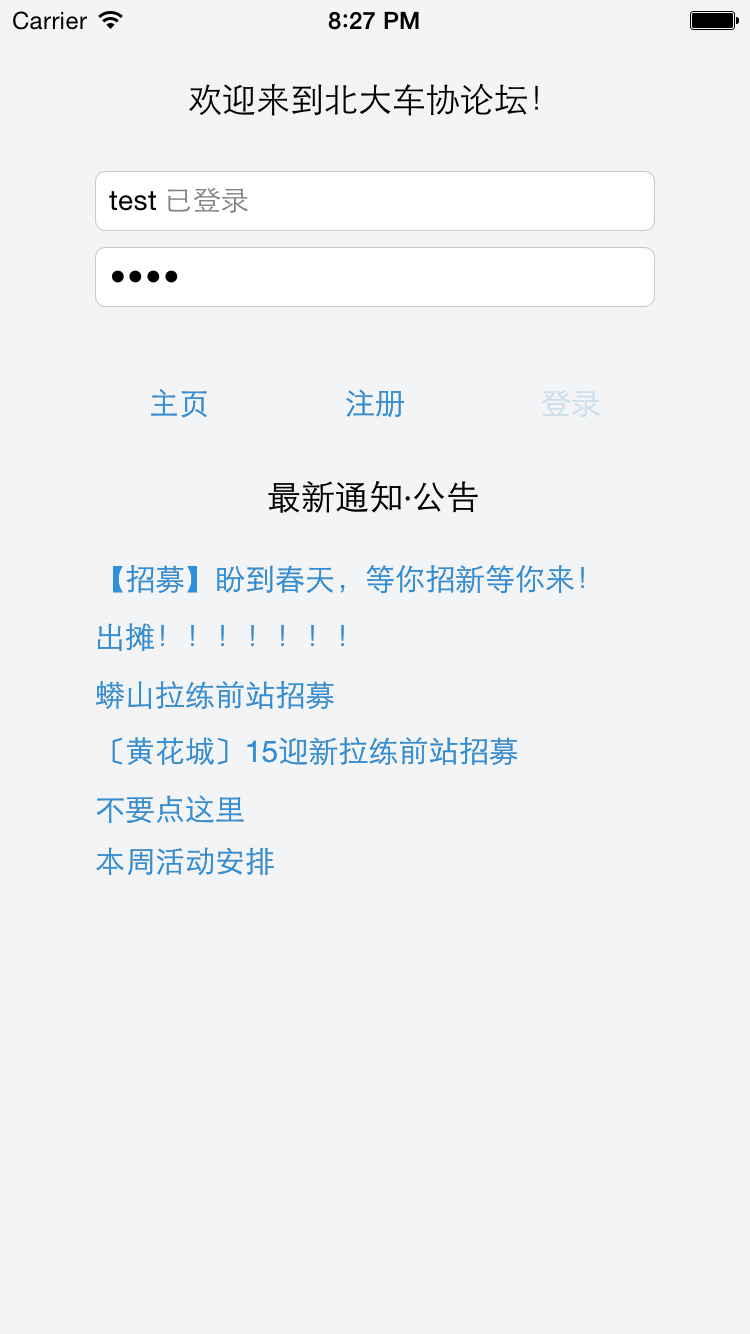 Carrier 8:27 PM
欢迎来到北大车协论坛！
test 已登录
••••
主页 注册 登录
最新通知·公告
【招募】盼到春天，等你招新等你来！
出摊！！！！！！！
蟒山拉练前站招募
〔黄花城〕15迎新拉练前站招募
不要点这里
本周活动安排